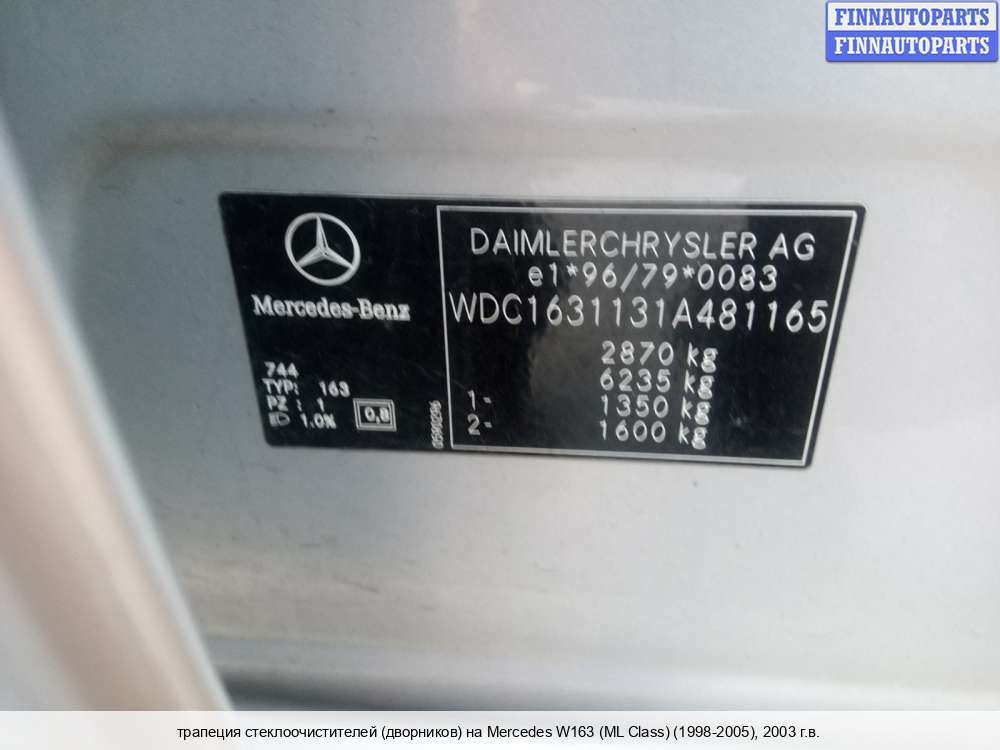 FINNAUTOPARTS
FINNAUTOPARTS
Mercedes-Benz
744
TYP: 163
PZ : 1
1.0%
0,8
05900296
DAIMLERCHRYSLER AG
e1*96/79*0083
WDC1631131A481165
2870 kg
6235 kg
1- 1350 kg
2- 1600 kg
трапеция стеклоочистителей (дворников) на Mercedes W163 (ML Class) (1998-2005), 2003 г.в.